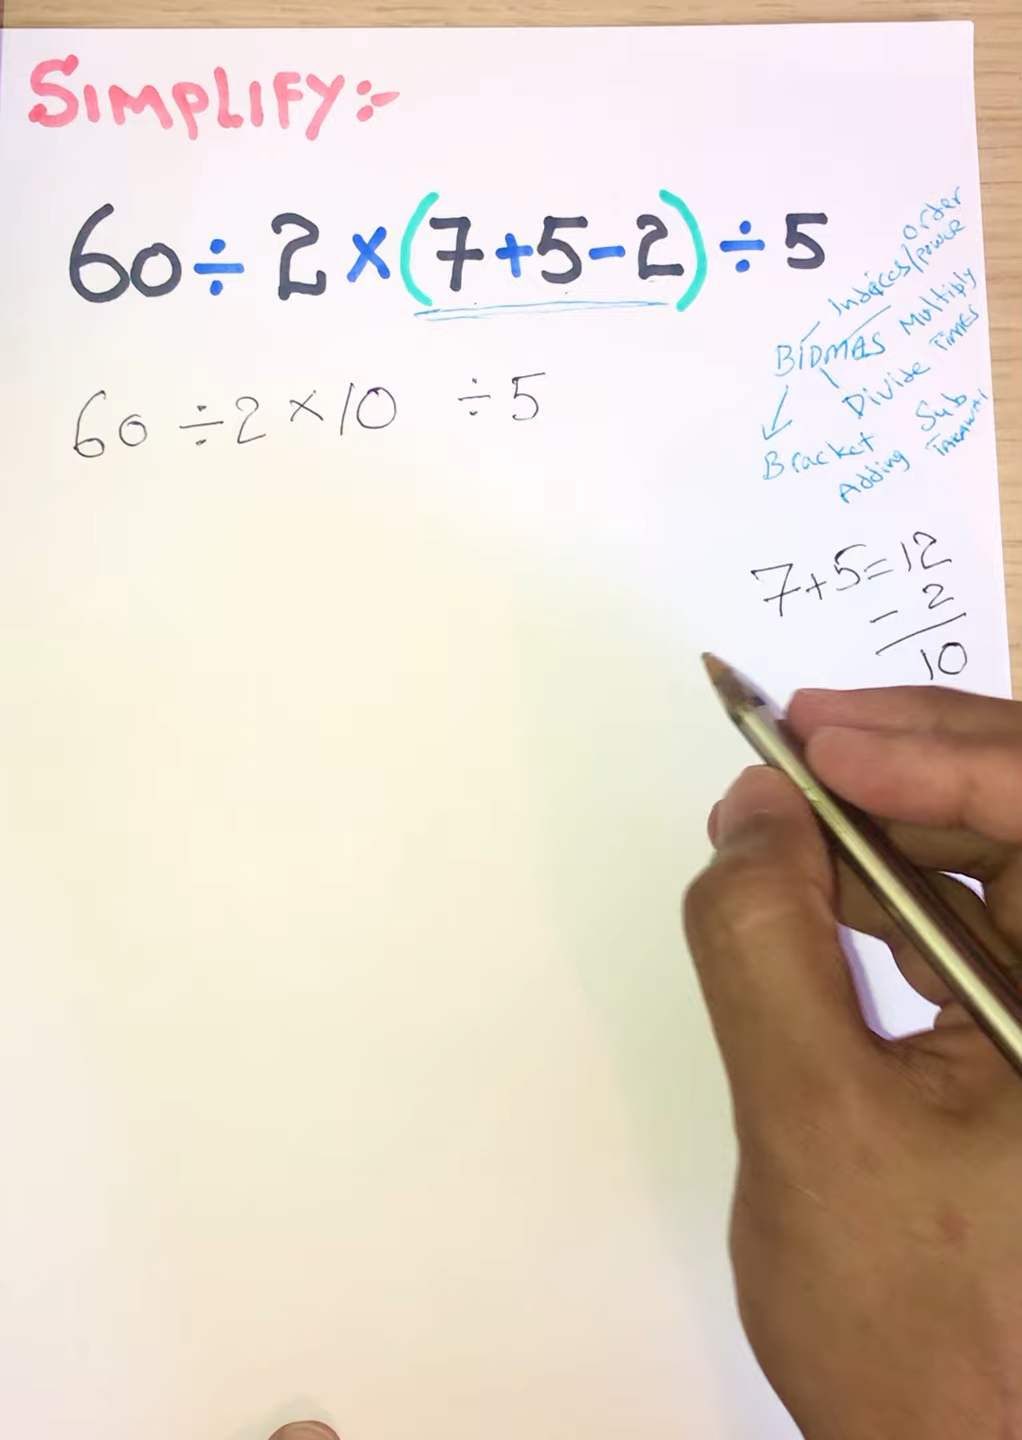 SIMPLIFY:-
60 ÷ 2 × (7 + 5 - 2) ÷ 5
60 ÷ 2 × 10 ÷ 5
Indices/order
power
BIDMAS Multiply
Times
Divide
Bracket Sub
Adding TAKAWAY
7 + 5 = 12
- 2
10